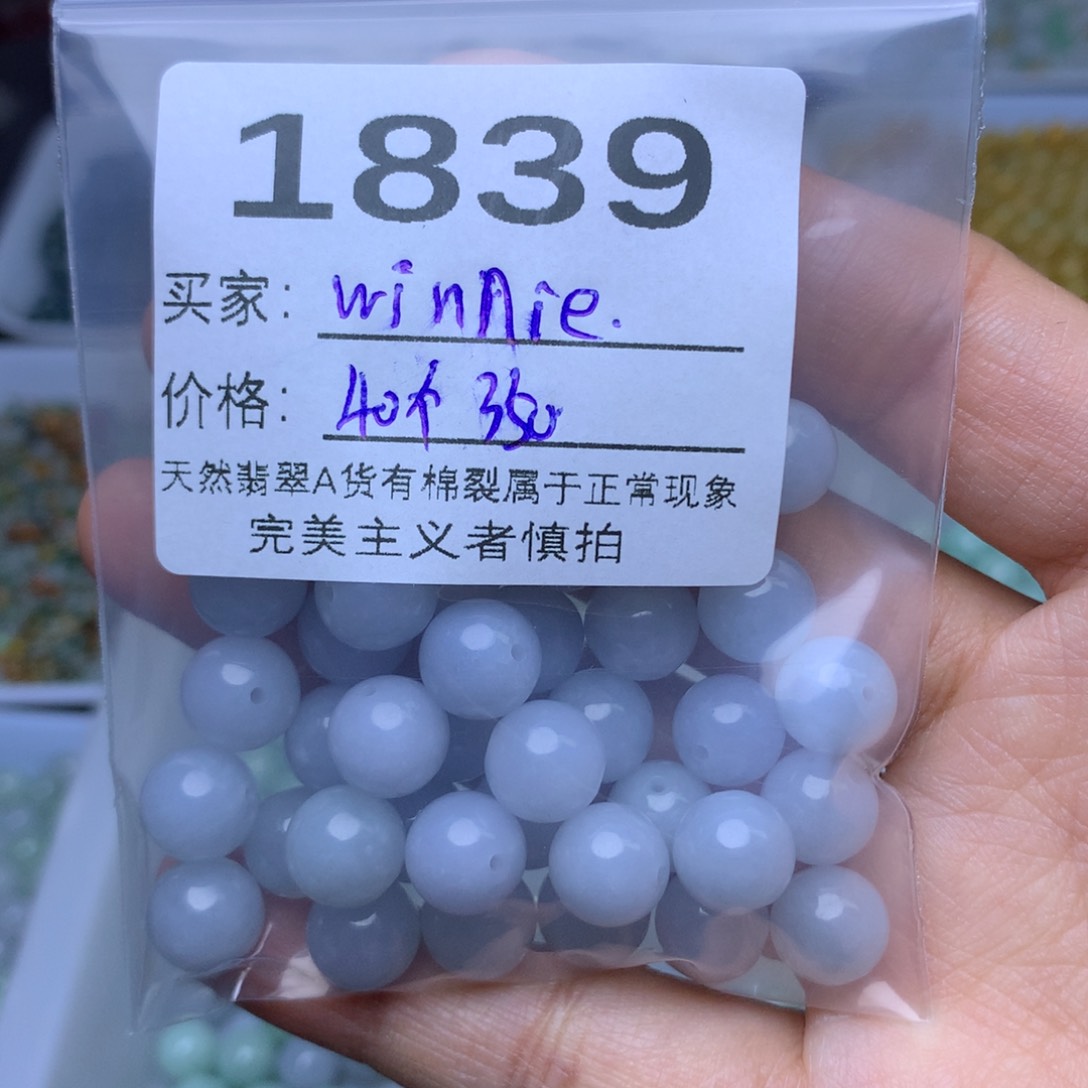 1839
买家: winnie.
价格: 40个 350
天然翡翠A货有棉裂属于正常现象
完美主义者慎拍